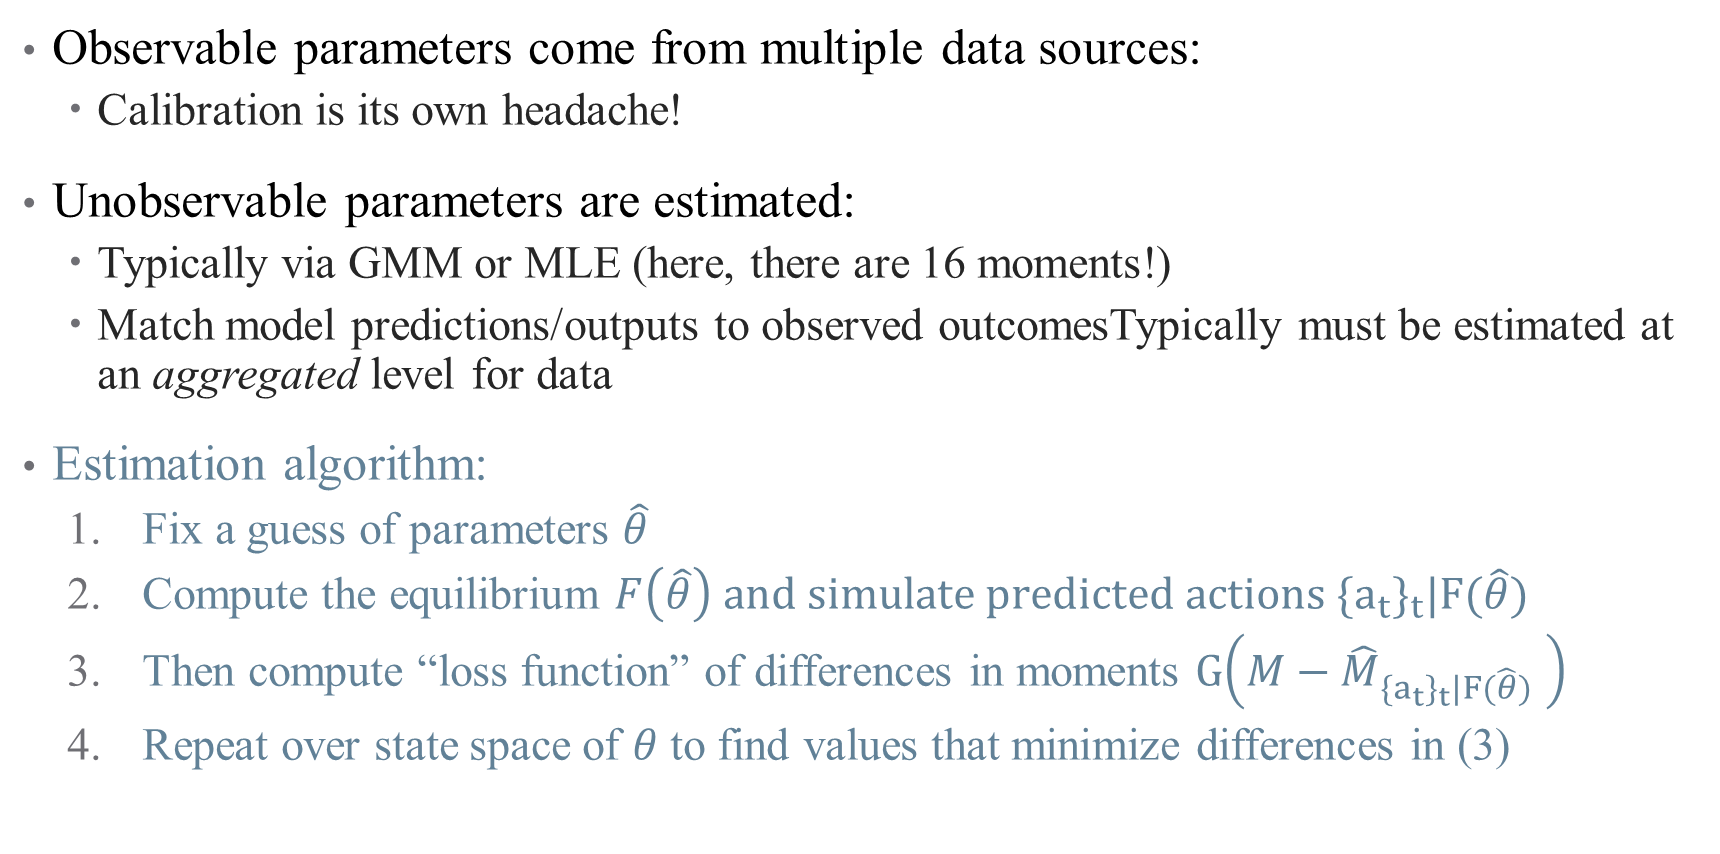 • Observable parameters come from multiple data sources:
• Calibration is its own headache!
• Unobservable parameters are estimated:
• Typically via GMM or MLE (here, there are 16 moments!)
• Match model predictions/outputs to observed outcomesTypically must be estimated at
an aggregated level for data
• Estimation algorithm:
1. Fix a guess of parameters θ̂
2. Compute the equilibrium F(θ̂) and simulate predicted actions {aₜ}ₜ|F(θ̂)
3. Then compute “loss function” of differences in moments G(M − M̂_{{aₜ}ₜ|F(θ̂)})
4. Repeat over state space of θ to find values that minimize differences in (3)